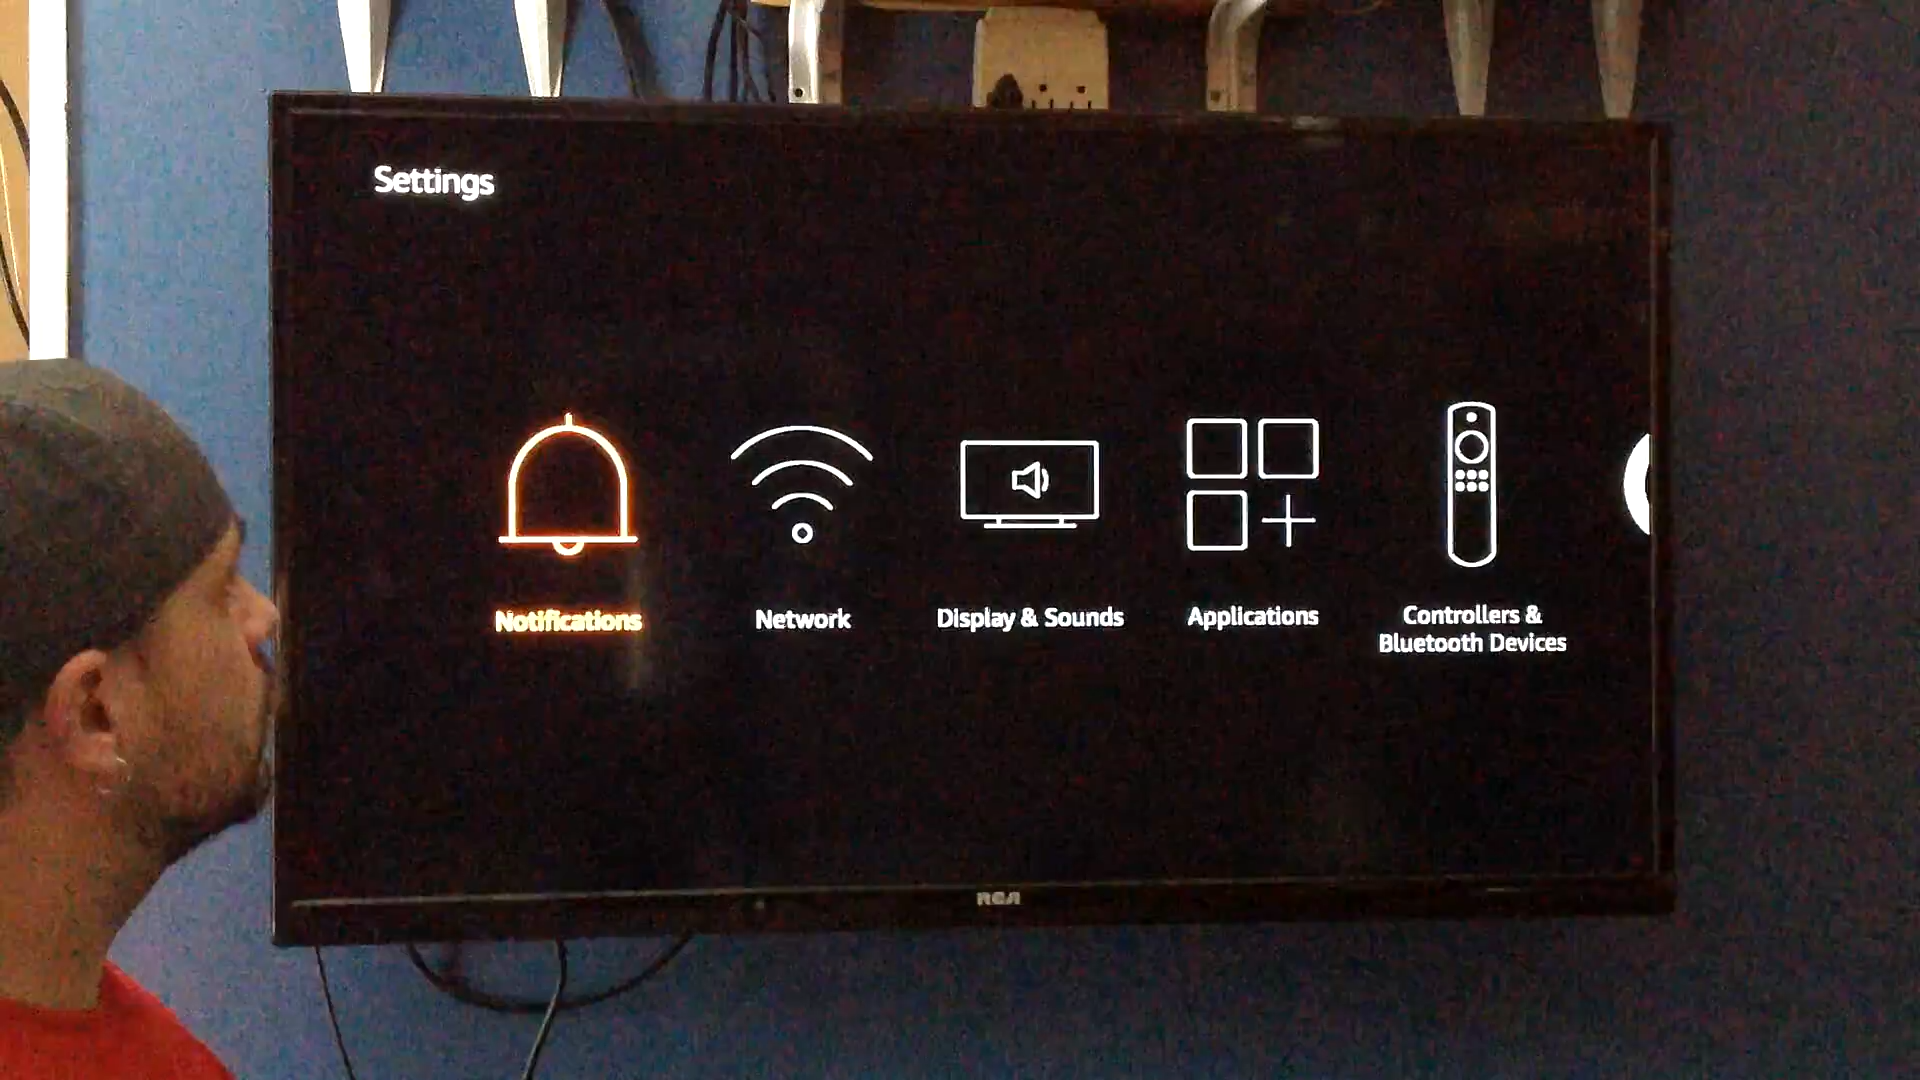 Settings
Notifications
Network
Display & Sounds
Applications
Controllers &
Bluetooth Devices
RCA